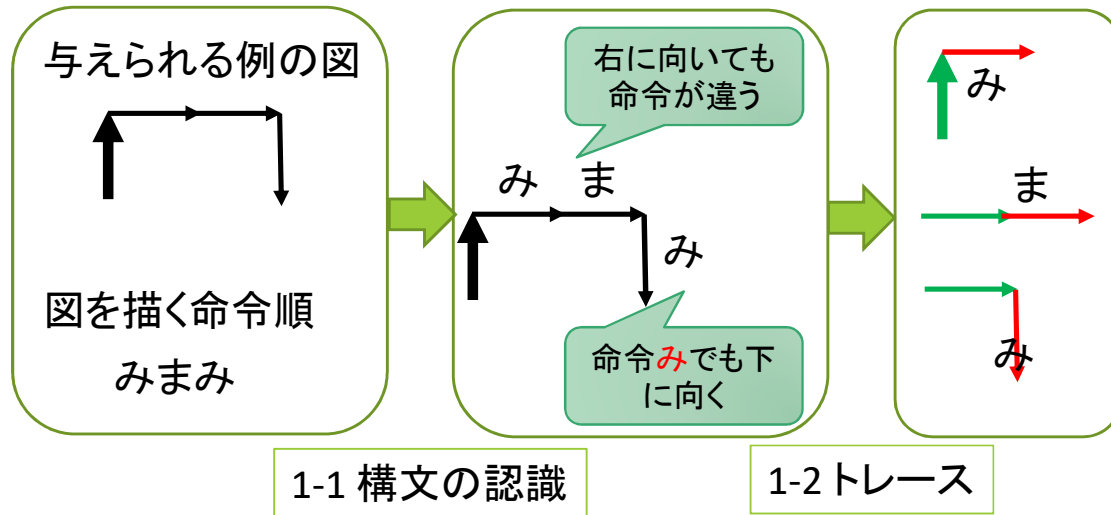 与えられる例の図
図を描く命令順
みまみ
右に向いても
命令が違う
み
ま
み
命令みでも下
に向く
1-1 構文の認識
み
ま
み
1-2 トレース